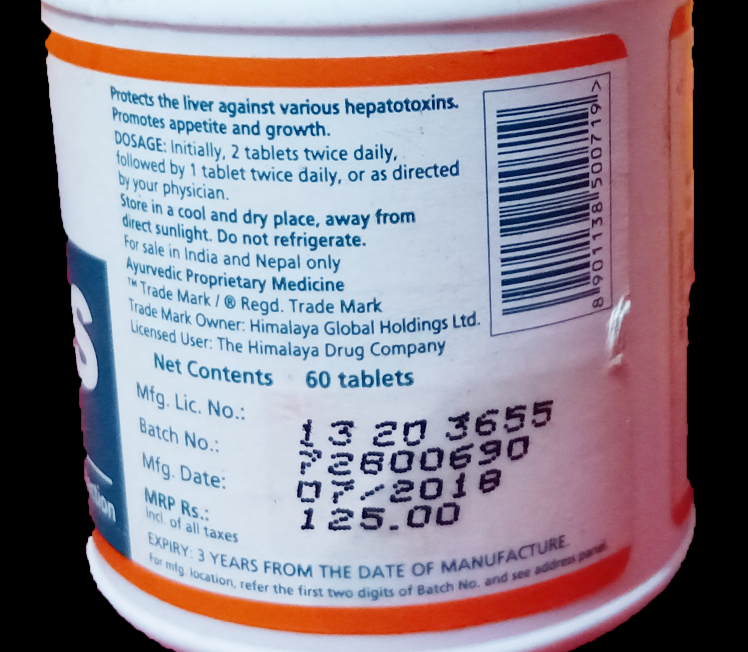 Protects the liver against various hepatotoxins.
Promotes appetite and growth.
DOSAGE: Initially, 2 tablets twice daily,
followed by 1 tablet twice daily, or as directed
by your physician.
Store in a cool and dry place, away from
direct sunlight. Do not refrigerate.
For sale in India and Nepal only
Ayurvedic Proprietary Medicine
™ Trade Mark / ® Regd. Trade Mark
Trade Mark Owner: Himalaya Global Holdings Ltd.
Licensed User: The Himalaya Drug Company
Net Contents 60 tablets
Mfg. Lic. No.: 13 20 3655
Batch No.: 72800690
Mfg. Date: 07/2018
MRP Rs.: 125.00
Incl. of all taxes
EXPIRY: 3 YEARS FROM THE DATE OF MANUFACTURE.
For mfg. location, refer the first two digits of Batch No. and see address panel.
8 901138 500719 >
S